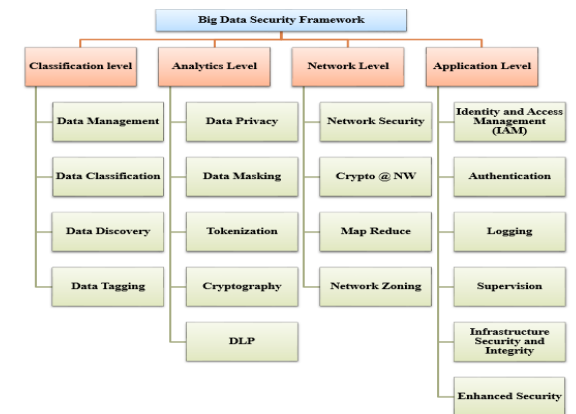 Big Data Security Framework
Classification level
Analytics Level
Network Level
Application Level
Data Management
Data Classification
Data Discovery
Data Tagging
Data Privacy
Data Masking
Tokenization
Cryptography
DLP
Network Security
Crypto @ NW
Map Reduce
Network Zoning
Identity and Access
Management
(IAM)
Authentication
Logging
Supervision
Infrastructure
Security and
Integrity
Enhanced Security